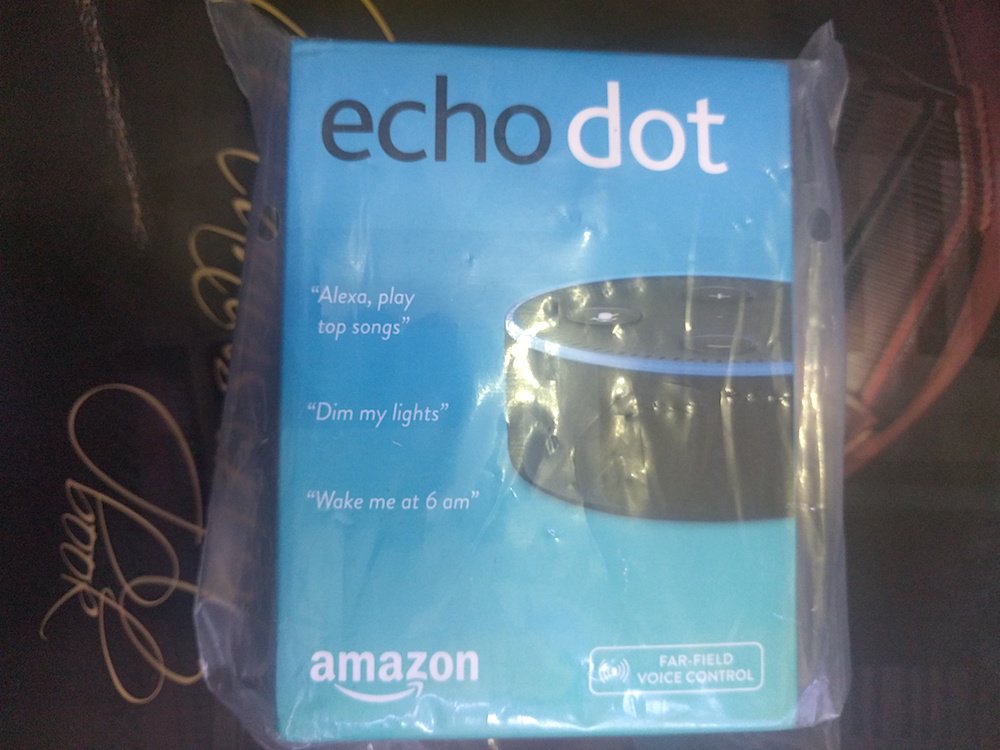 echo dot
“Alexa, play
top songs”
“Dim my lights”
“Wake me at 6 am”
amazon
FAR-FIELD
VOICE CONTROL